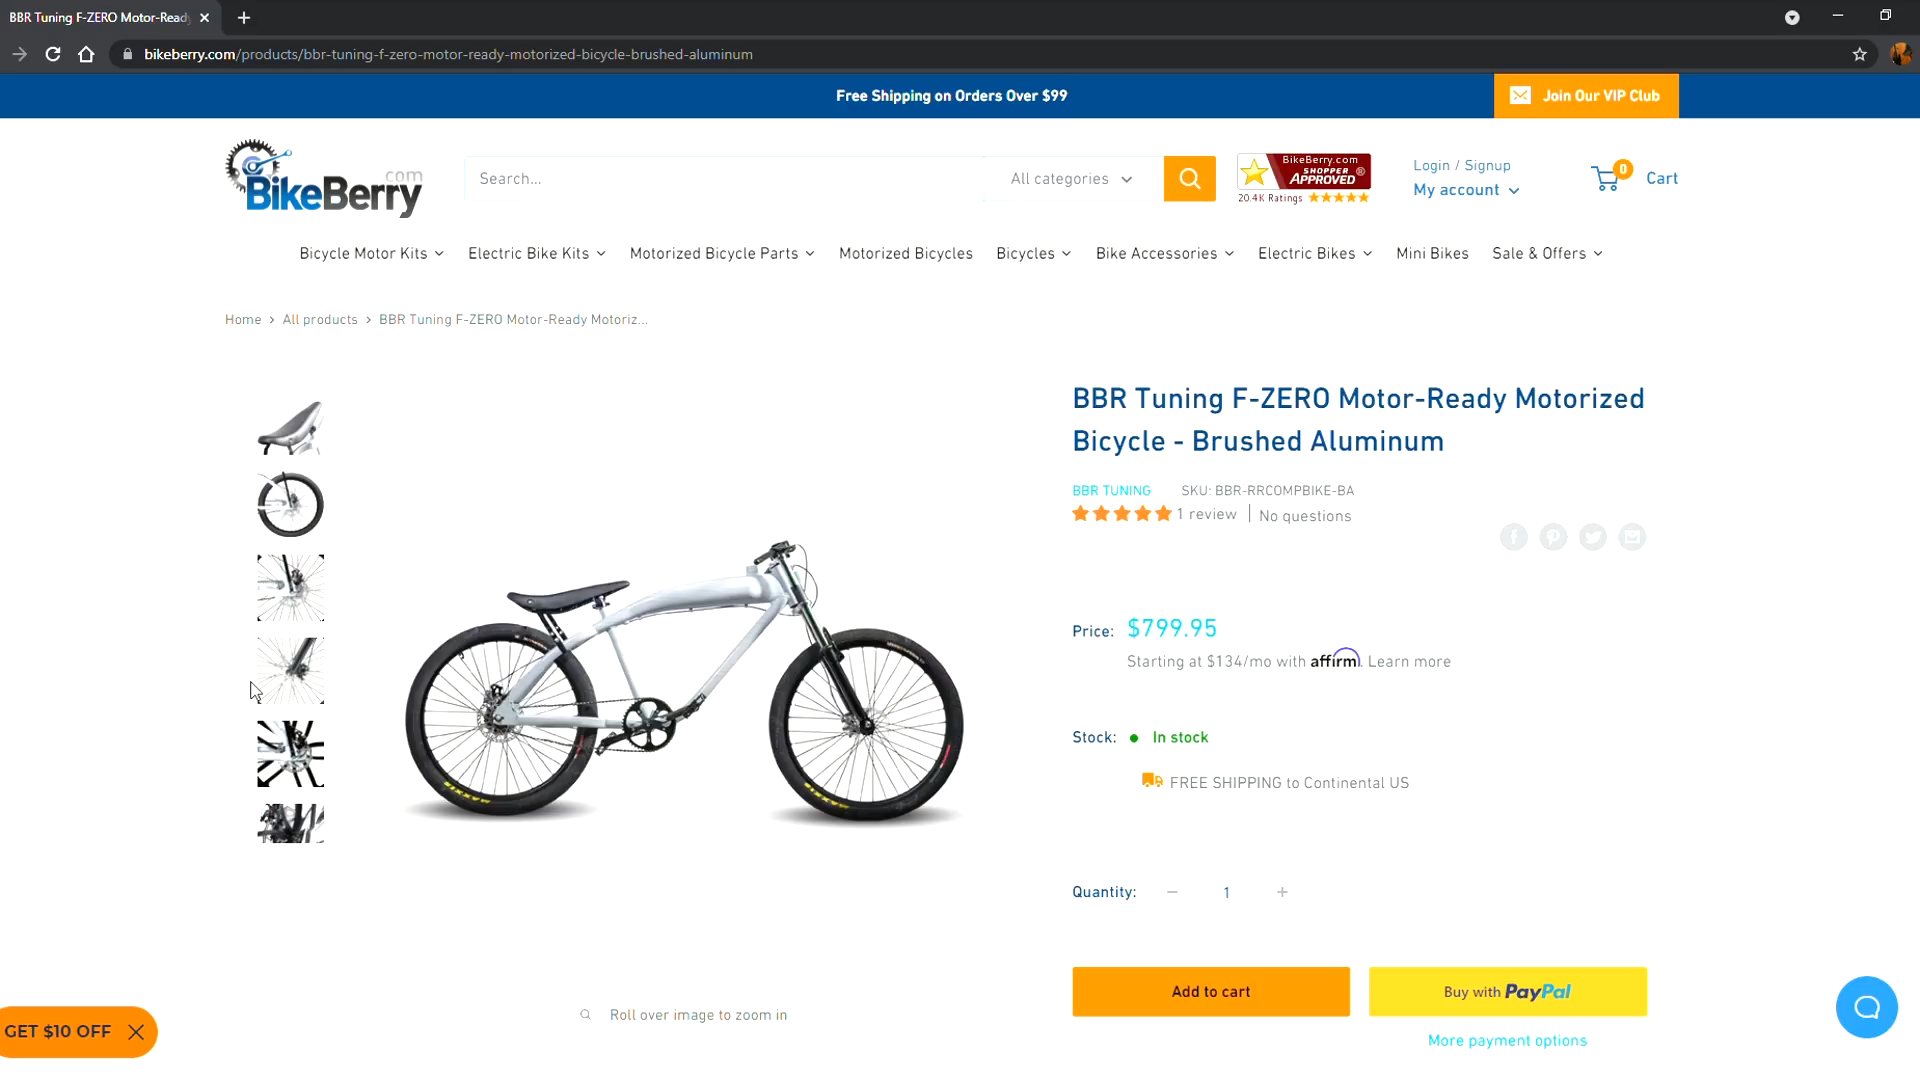 BBR Tuning F-ZERO Motor-Read
bikeberry.com/products/bbr-tuning-f-zero-motor-ready-motorized-bicycle-brushed-aluminum
Free Shipping on Orders Over $99
Join Our VIP Club
BikeBerry.com
Search...
All categories
BikeBerry.com
SHOPPER
APPROVED®
20.4K Ratings
Login / Signup
My account
0
Cart
Bicycle Motor Kits
Electric Bike Kits
Motorized Bicycle Parts
Motorized Bicycles
Bicycles
Bike Accessories
Electric Bikes
Mini Bikes
Sale & Offers
Home > All products > BBR Tuning F-ZERO Motor-Ready Motoriz...
BBR Tuning F-ZERO Motor-Ready Motorized
Bicycle - Brushed Aluminum
BBR TUNING SKU: BBR-RRCOMPBIKE-BA
1 review | No questions
Price: $799.95
Starting at $134/mo with affirm. Learn more
Stock: In stock
FREE SHIPPING to Continental US
MAXXIS
MAXXIS
Quantity: − 1 +
Add to cart
Buy with PayPal
More payment options
Roll over image to zoom in
GET $10 OFF